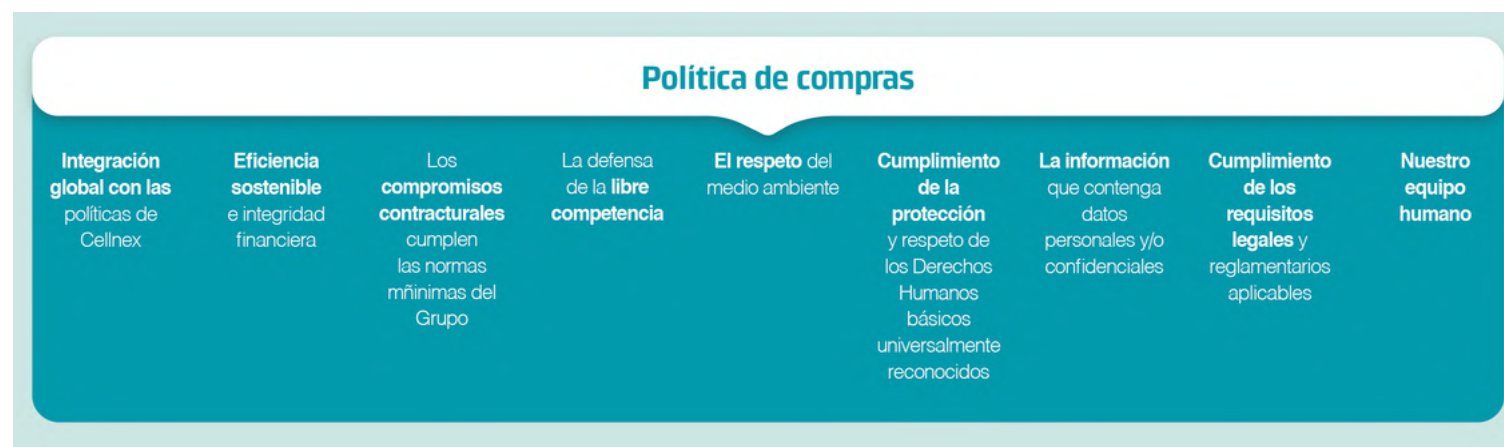 Política de compras
Integración
global con las
políticas de
Cellnex
Eficiencia
sostenible
e integridad
financiera
Los
compromisos
contracturales
cumplen
las normas
mñinimas del
Grupo
La defensa
de la libre
competencia
El respeto del
medio ambiente
Cumplimiento
de la
protección
y respeto de
los Derechos
Humanos
básicos
universalmente
reconocidos
La información
que contenga
datos
personales y/o
confidenciales
Cumplimiento
de los
requisitos
legales y
reglamentarios
aplicables
Nuestro
equipo
humano